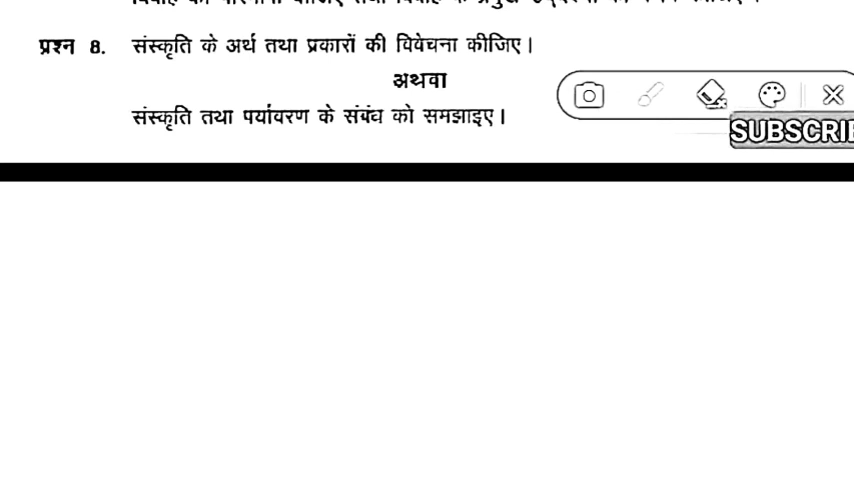 प्रश्न 8. संस्कृति के अर्थ तथा प्रकारों की विवेचना कीजिए।
अथवा
संस्कृति तथा पर्यावरण के संबंध को समझाइए।
SUBSCRI